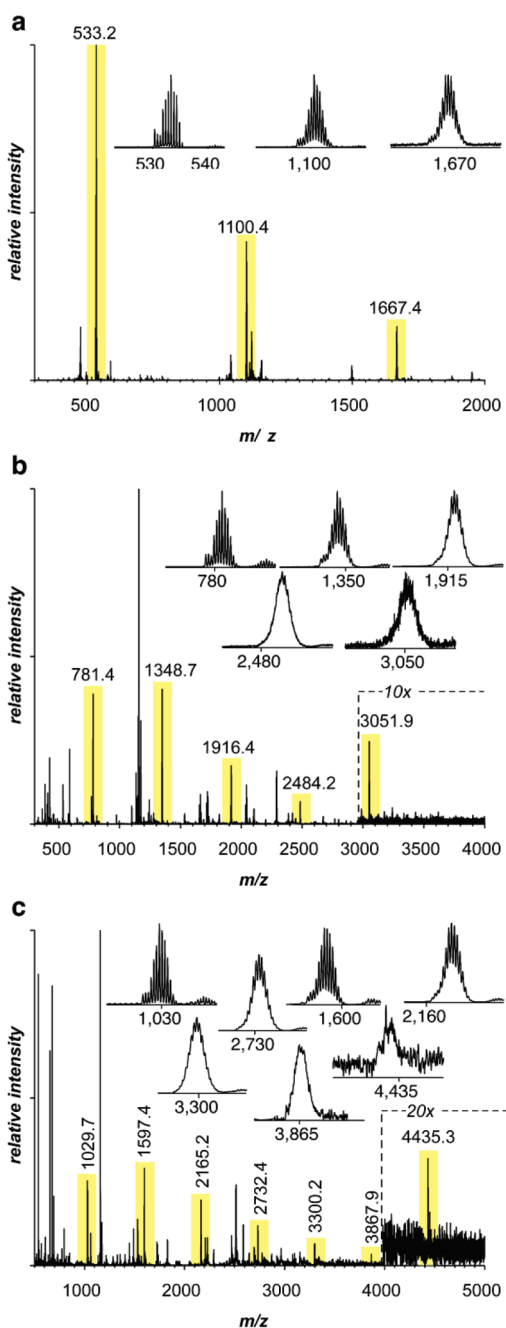 a
533.2
530 540
1,100
1,670
1100.4
1667.4
relative intensity
500 1000 1500 2000
m/ z
b
780
1,350
1,915
2,480
3,050
781.4
1348.7
1916.4
2484.2
10x
3051.9
relative intensity
500 1000 1500 2000 2500 3000 3500 4000
m/z
c
1,030
2,730
1,600
2,160
3,300
3,865
4,435
20x
1029.7
1597.4
2165.2
2732.4
3300.2
3867.9
4435.3
relative intensity
1000 2000 3000 4000 5000
m/z